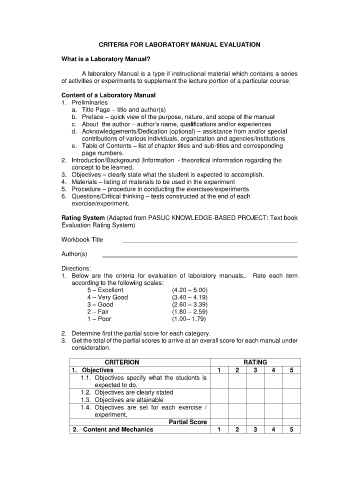 CRITERIA FOR LABORATORY MANUAL EVALUATION
What is a Laboratory Manual?
A laboratory Manual is a type if instructional material which contains a series
of activities or experiments to supplement the lecture portion of a particular course.
Content of a Laboratory Manual
1. Preliminaries
a. Title Page – title and author(s)
b. Preface – quick view of the purpose, nature, and scope of the manual
c. About the author – author's name, qualifications and/or experiences
d. Acknowledgements/Dedication (optional) – assistance from and/or special
contributions of various individuals, organization and agencies/institutions
e. Table of Contents – list of chapter titles and sub-titles and corresponding
page numbers.
2. Introduction/Background (Information - theoretical information regarding the
concept to be learned.
3. Objectives – clearly state what the student is expected to accomplish.
4. Materials – listing of materials to be used in the experiment
5. Procedure – procedure in conducting the exercises/experiments
6. Questions/Critical thinking – tests constructed at the end of each
exercise/experiment.
Rating System (Adapted from PASUC KNOWLEDGE-BASED PROJECT: Text book
Evaluation Rating System)
Workbook Title
Author(s)
Directions:
1. Below are the criteria for evaluation of laboratory manuals.. Rate each item
according to the following scales:
5 – Excellent (4.20 – 5.00)
4 – Very Good (3.40 – 4.19)
3 – Good (2.60 – 3.39)
2 – Fair (1.80 – 2.59)
1 – Poor (1.00– 1.79)
2. Determine first the partial score for each category.
3. Get the total of the partial scores to arrive at an overall score for each manual under
consideration.
CRITERION RATING
1. Objectives 1 2 3 4 5
1.1. Objectives specify what the students is
expected to do.
1.2. Objectives are clearly stated
1.3. Objectives are attainable
1.4. Objectives are set for each exercise /
experiment.
Partial Score
2. Content and Mechanics 1 2 3 4 5